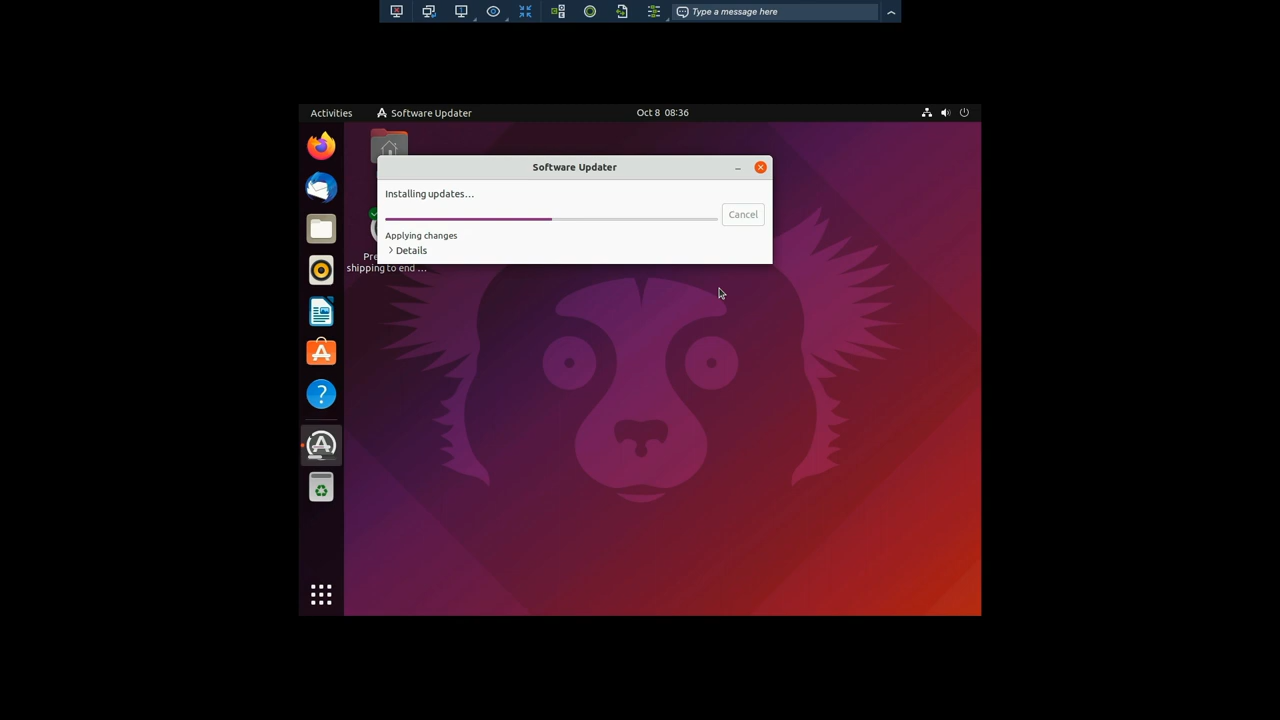 Type a message here
Activities
Software Updater
Oct 8 08:36
Software Updater
Installing updates...
Cancel
Applying changes
Details
shipping to end ...